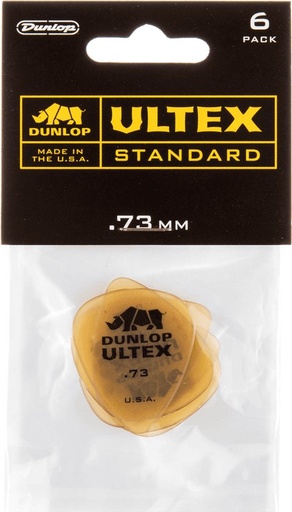 Dunlop
6
PACK
DUNLOP
MADE IN
THE U.S.A.
ULTEX
STANDARD
.73 MM
DUNLOP
ULTEX
.73
U.S.A.